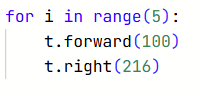 for i in range(5):
    t.forward(100)
    t.right(216)